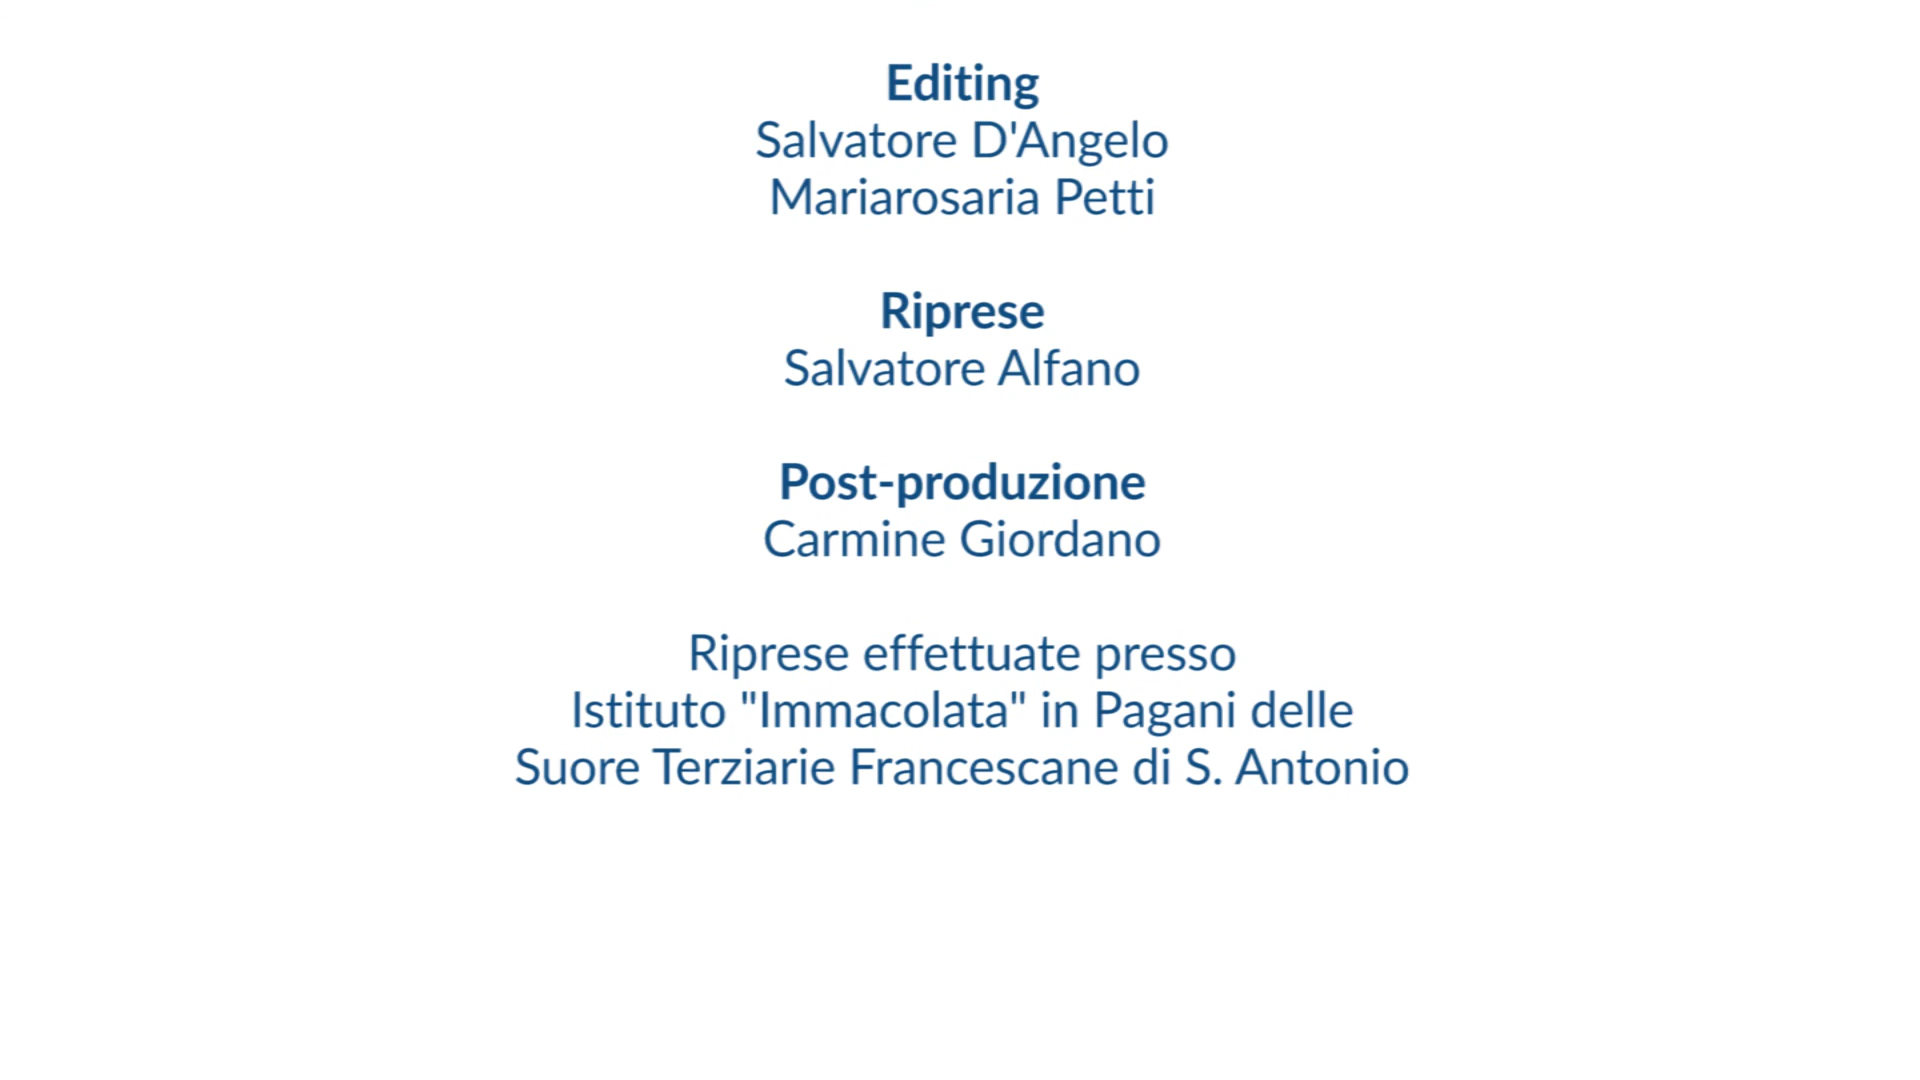 Editing
Salvatore D'Angelo
Mariarosaria Petti
Riprese
Salvatore Alfano
Post-produzione
Carmine Giordano
Riprese effettuate presso
Istituto "Immacolata" in Pagani delle
Suore Terziarie Francescane di S. Antonio